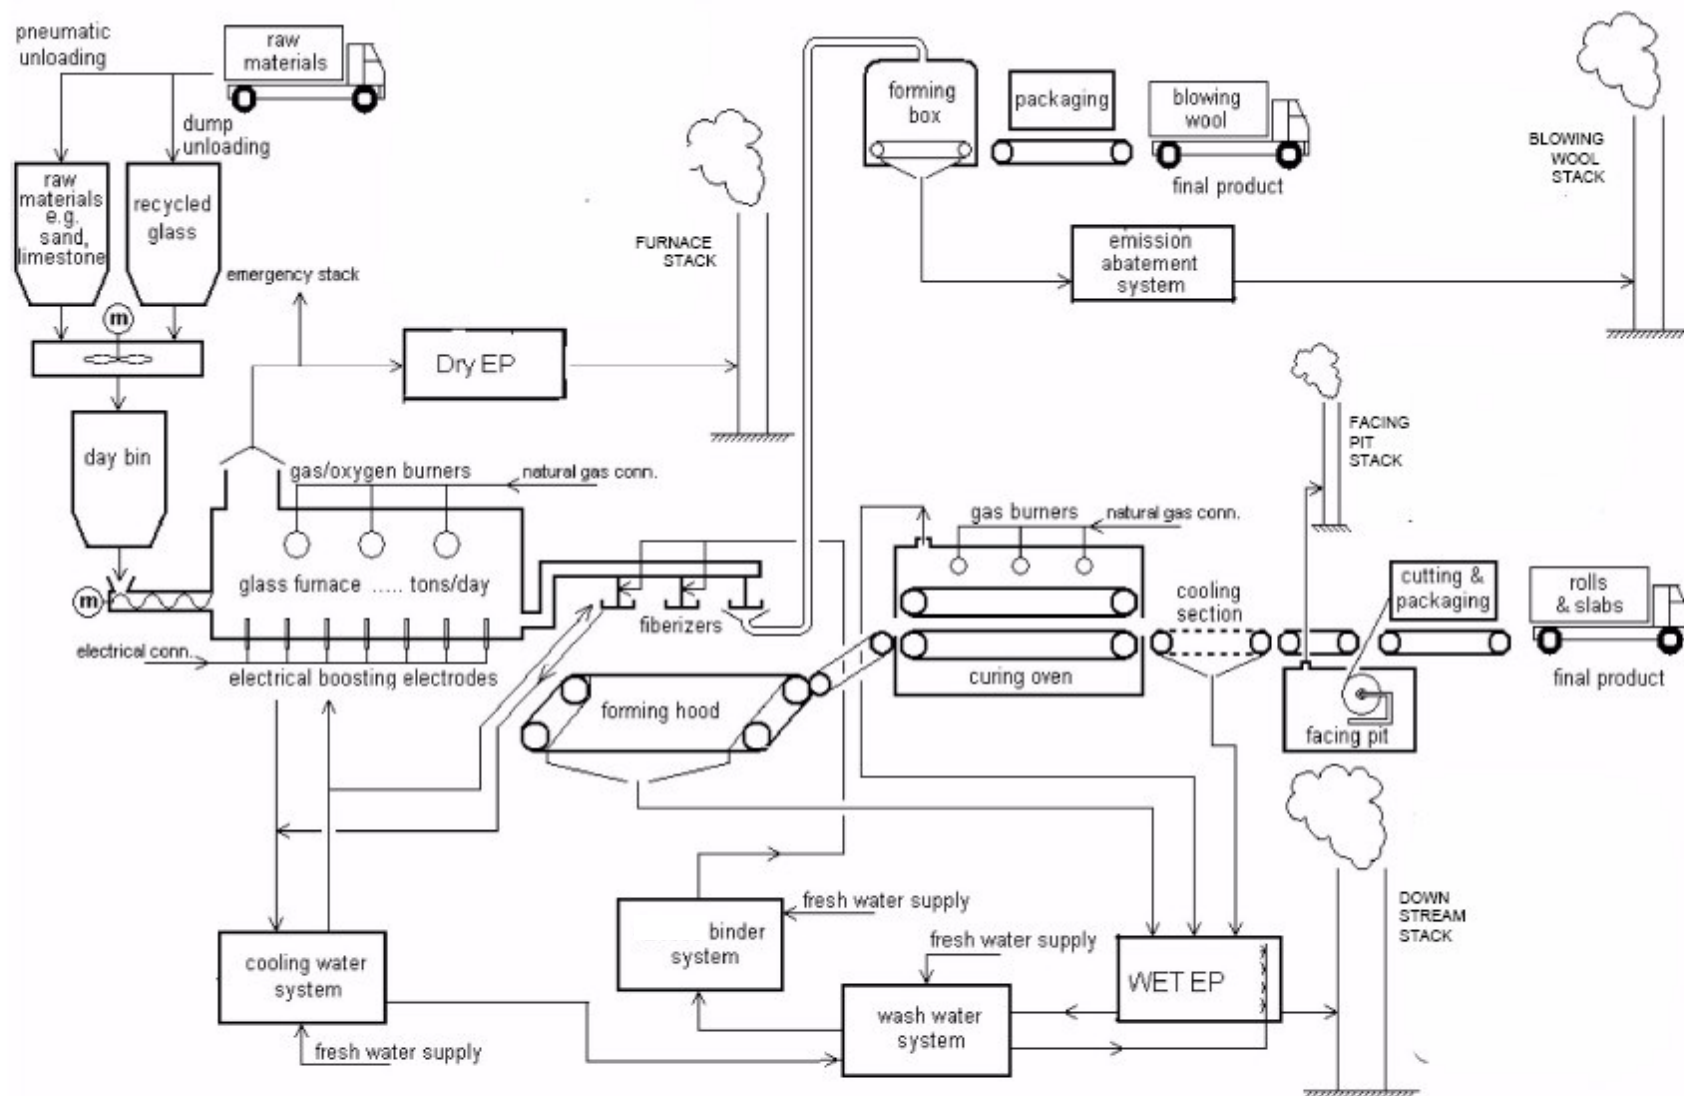 pneumatic
unloading
raw
materials
dump
unloading
raw
materials
e.g.
sand,
limestone
recycled
glass
m
emergency stack
Dry EP
FURNACE
STACK
forming
box
packaging
blowing
wool
final product
emission
abatement
system
BLOWING
WOOL
STACK
day bin
gas/oxygen burners
natural gas conn.
glass furnace ..... tons/day
m
electrical conn.
electrical boosting electrodes
fiberizers
forming hood
gas burners
natural gas conn.
curing oven
cooling
section
FACING
PIT
STACK
cutting &
packaging
rolls
& slabs
final product
facing pit
cooling water
system
fresh water supply
binder
system
fresh water supply
fresh water supply
wash water
system
WET EP
DOWN
STREAM
STACK